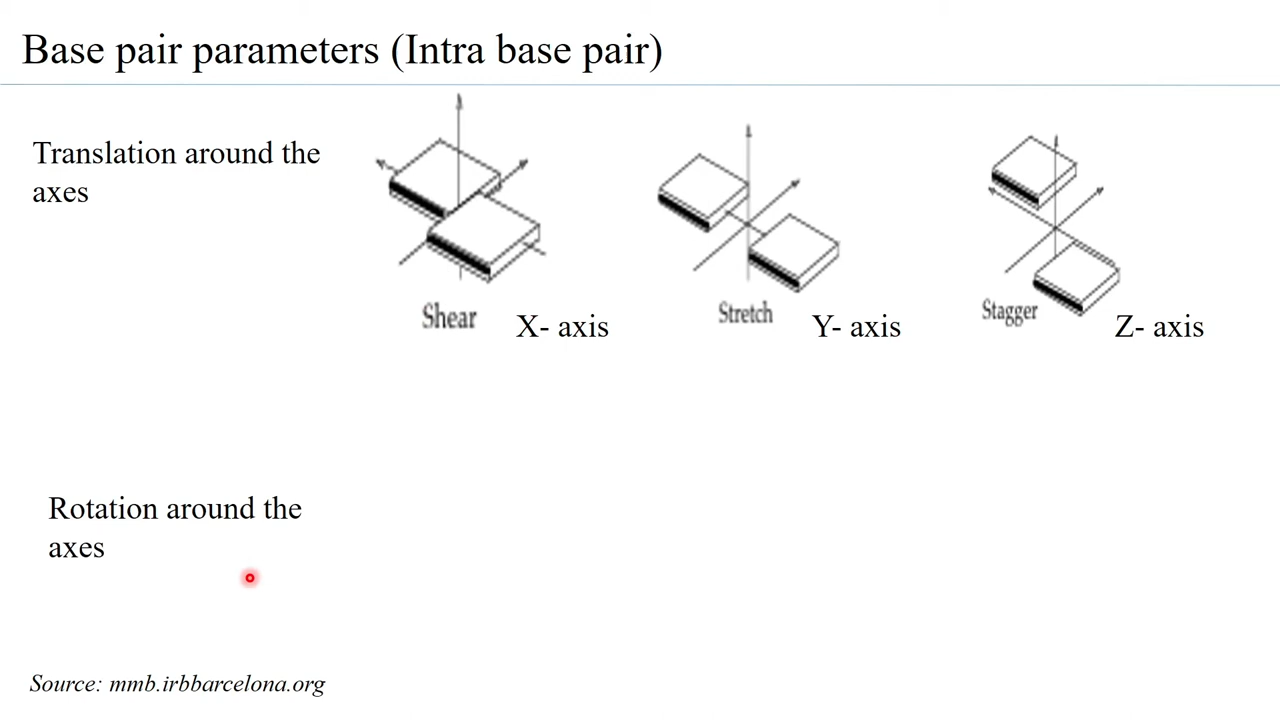 Base pair parameters (Intra base pair)
Translation around the
axes
Shear
X- axis
Stretch
Y- axis
Stagger
Z- axis
Rotation around the
axes
Source: mmb.irbbarcelona.org